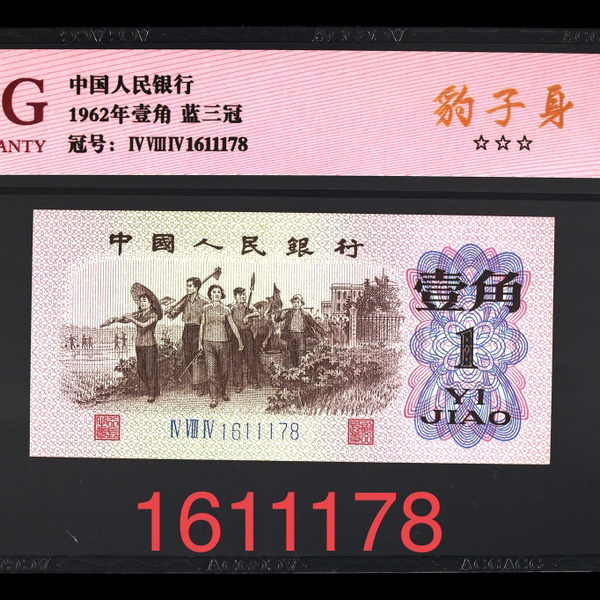 G
中国人民银行
1962年壹角 蓝三冠
ANTY 冠号：ⅣⅧⅣ1611178
豹子身
☆☆☆
中國人民銀行
壹角
1
YI
JIAO
ⅣⅧⅣ1611178
1611178